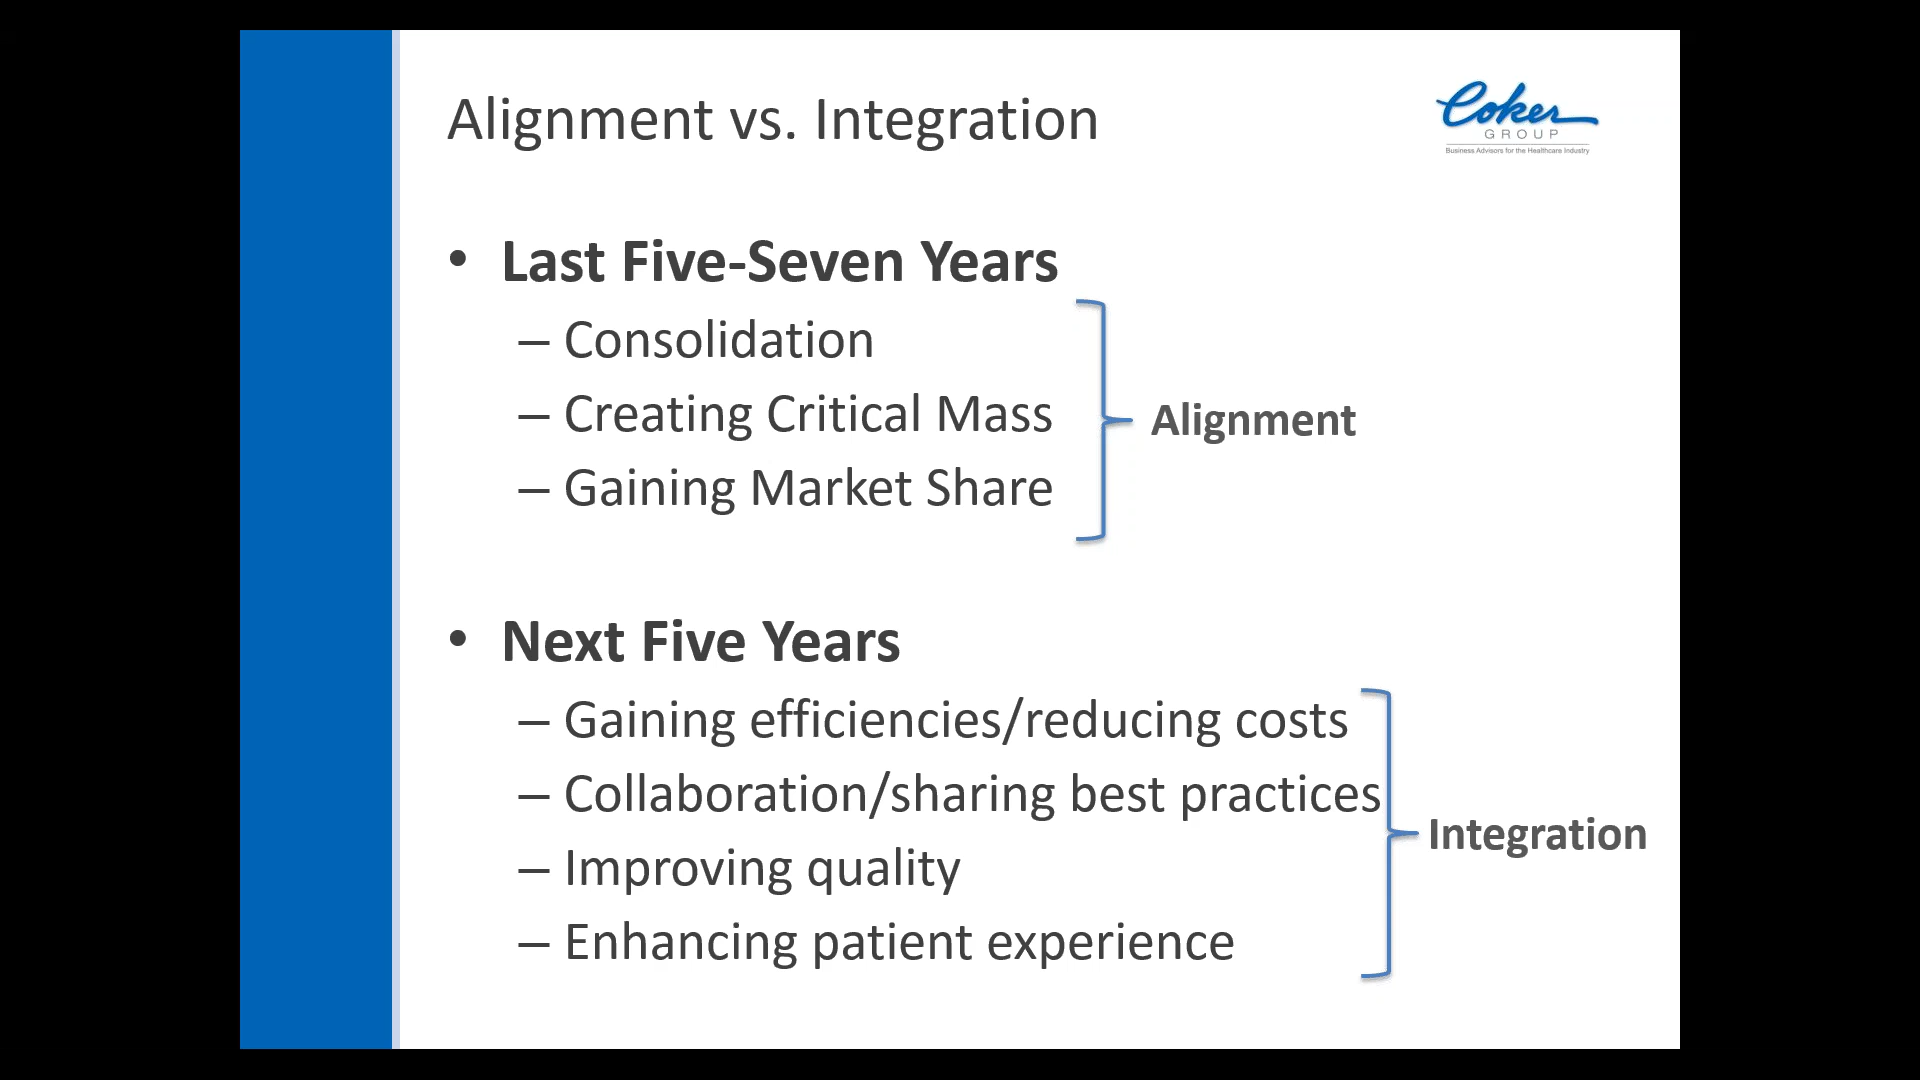 Alignment vs. Integration
Coker
GROUP
Business Advisors for the Healthcare Industry
• Last Five-Seven Years
– Consolidation
– Creating Critical Mass
– Gaining Market Share
Alignment
• Next Five Years
– Gaining efficiencies/reducing costs
– Collaboration/sharing best practices
– Improving quality
– Enhancing patient experience
Integration